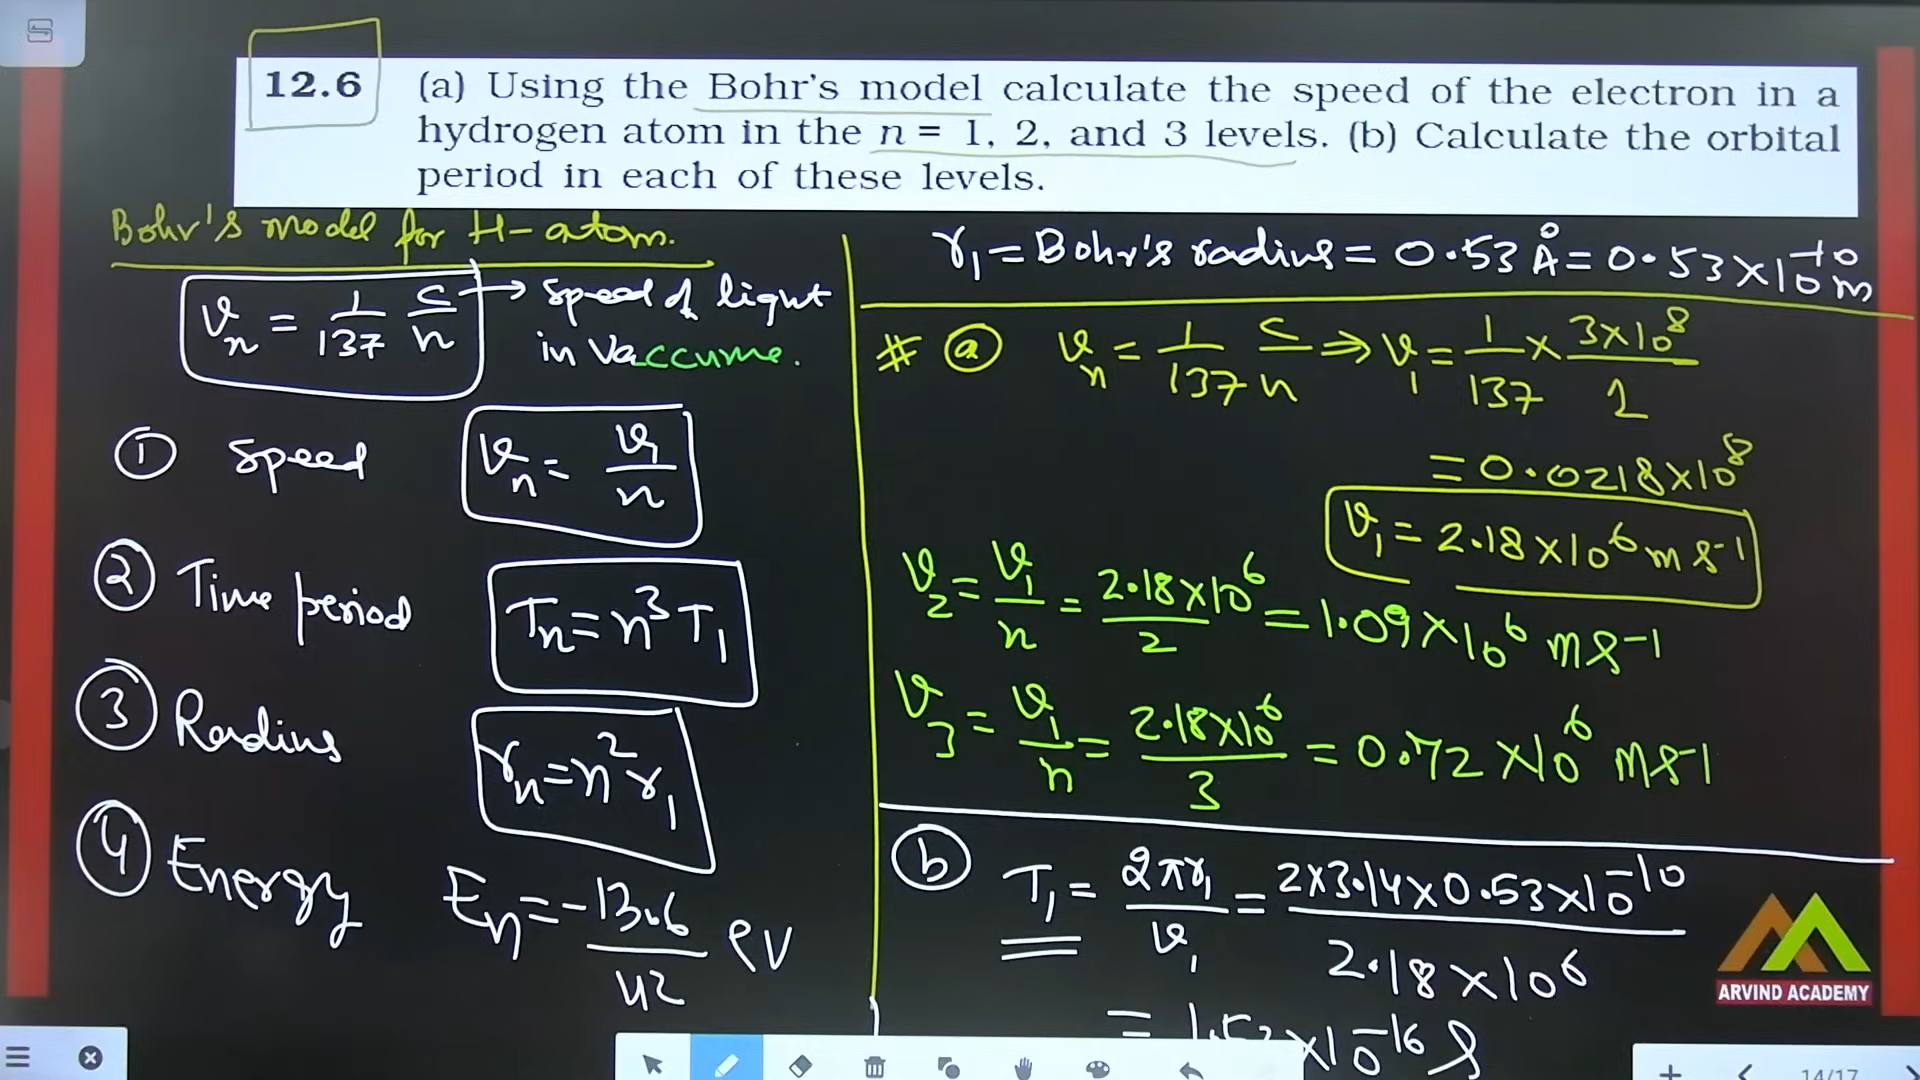 12.6 (a) Using the Bohr's model calculate the speed of the electron in a
hydrogen atom in the n = 1, 2, and 3 levels. (b) Calculate the orbital
period in each of these levels.
Bohr's model for H-atom.
vₙ = 1/137 c/n → speed of light
in Vaccume.
① Speed vₙ = v₁/n
② Time period Tₙ = n³T₁
③ Radius rₙ = n²r₁
④ Energy Eₙ = -13.6/n² eV
r₁ = Bohr's radius = 0.53 Å = 0.53×10⁻¹⁰ m
# ⓐ vₙ = 1/137 c/n ⇒ v₁ = 1/137 × 3×10⁸/1
= 0.0218×10⁸
v₁ = 2.18×10⁶ m s⁻¹
v₂ = v₁/n = 2.18×10⁶/2 = 1.09×10⁶ m s⁻¹
v₃ = v₁/n = 2.18×10⁶/3 = 0.72×10⁶ m s⁻¹
ⓑ T₁ = 2πr₁/v₁ = 2×3.14×0.53×10⁻¹⁰/2.18×10⁶
×10⁻¹⁶ s
ARVIND ACADEMY
14/17